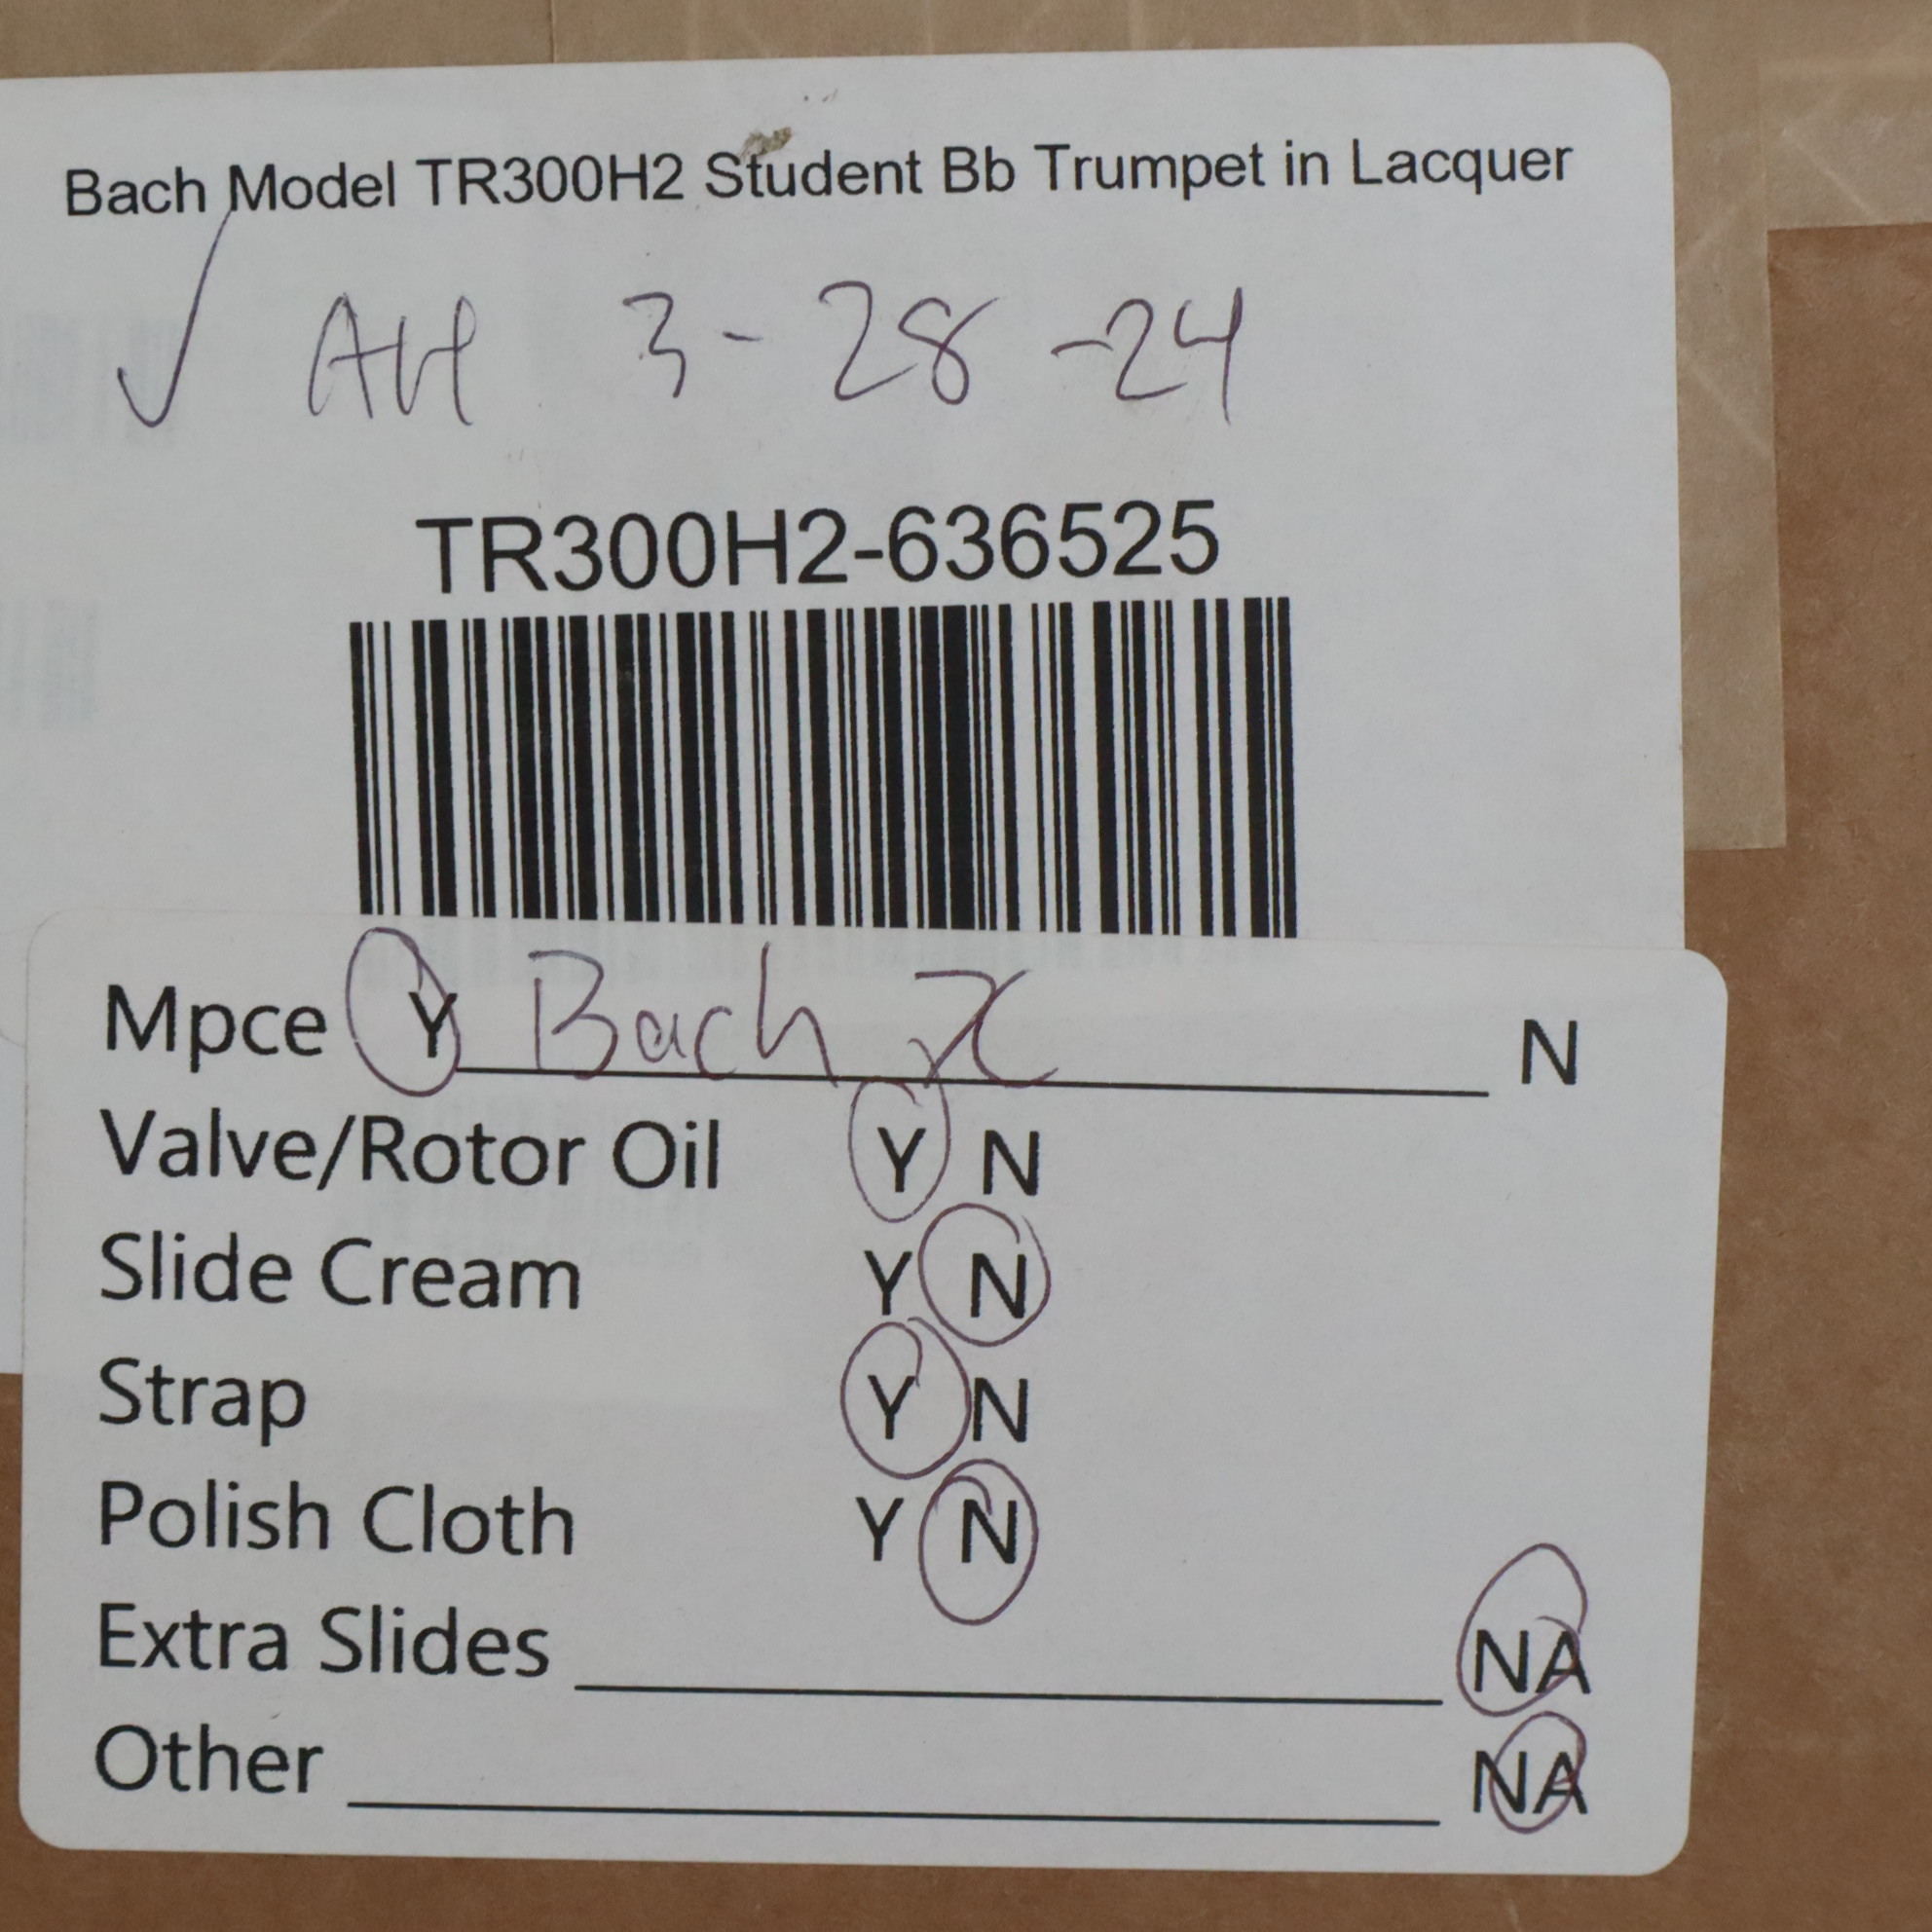 Bach Model TR300H2 Student Bb Trumpet in Lacquer
✓ AH 3-28-24
TR300H2-636525
Mpce Y Bach N
Valve/Rotor Oil Y N
Slide Cream Y N
Strap Y N
Polish Cloth Y N
Extra Slides NA
Other NA